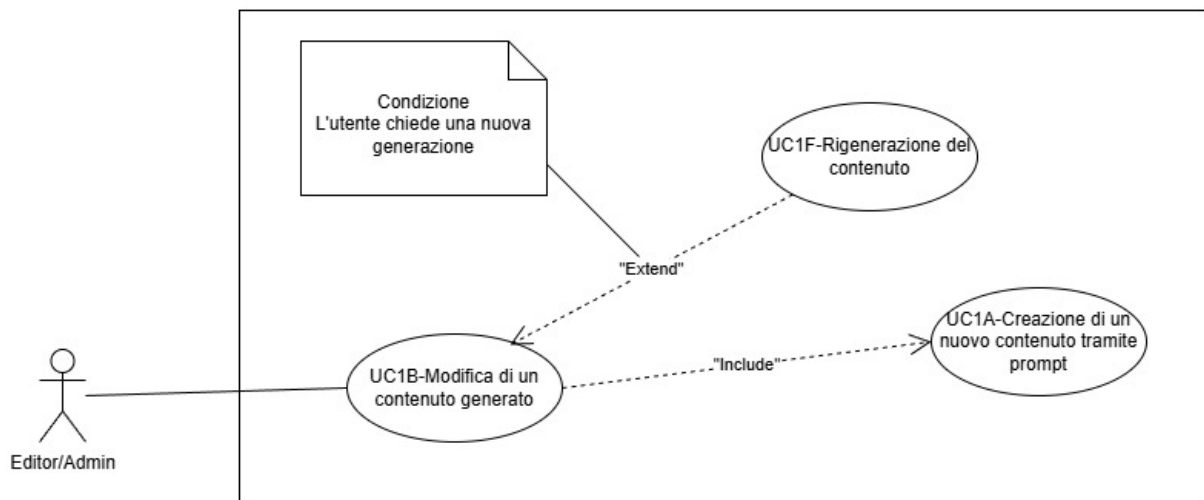 Condizione
L'utente chiede una nuova
generazione
UC1F-Rigenerazione del
contenuto
"Extend"
UC1A-Creazione di un
nuovo contenuto tramite
prompt
"Include"
UC1B-Modifica di un
contenuto generato
Editor/Admin